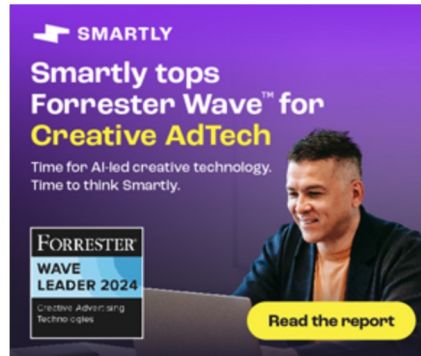 SMARTLY
Smartly tops
Forrester Wave™ for
Creative AdTech
Time for AI-led creative technology.
Time to think Smartly.
FORRESTER®
WAVE
LEADER 2024
Creative Advertising
Technologies
Read the report